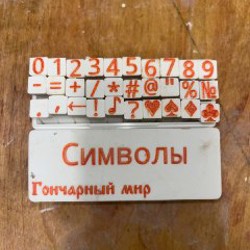 0123456789
-=+/*#@"%№
.,←!♪?♥♠♦♣
Символы
Гончарный мир